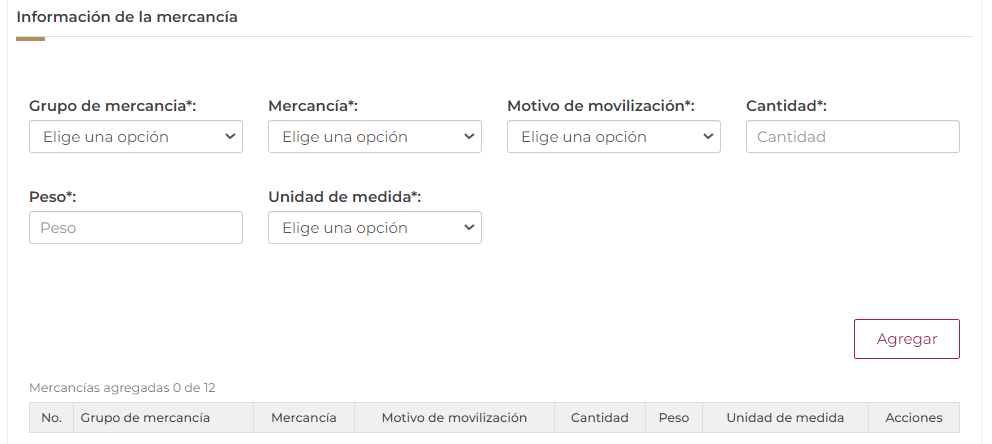 Información de la mercancía
Grupo de mercancia*: Mercancía*: Motivo de movilización*: Cantidad*:
Elige una opción Elige una opción Elige una opción Cantidad
Peso*: Unidad de medida*:
Peso Elige una opción
Agregar
Mercancías agregadas 0 de 12
No. Grupo de mercancía Mercancía Motivo de movilización Cantidad Peso Unidad de medida Acciones